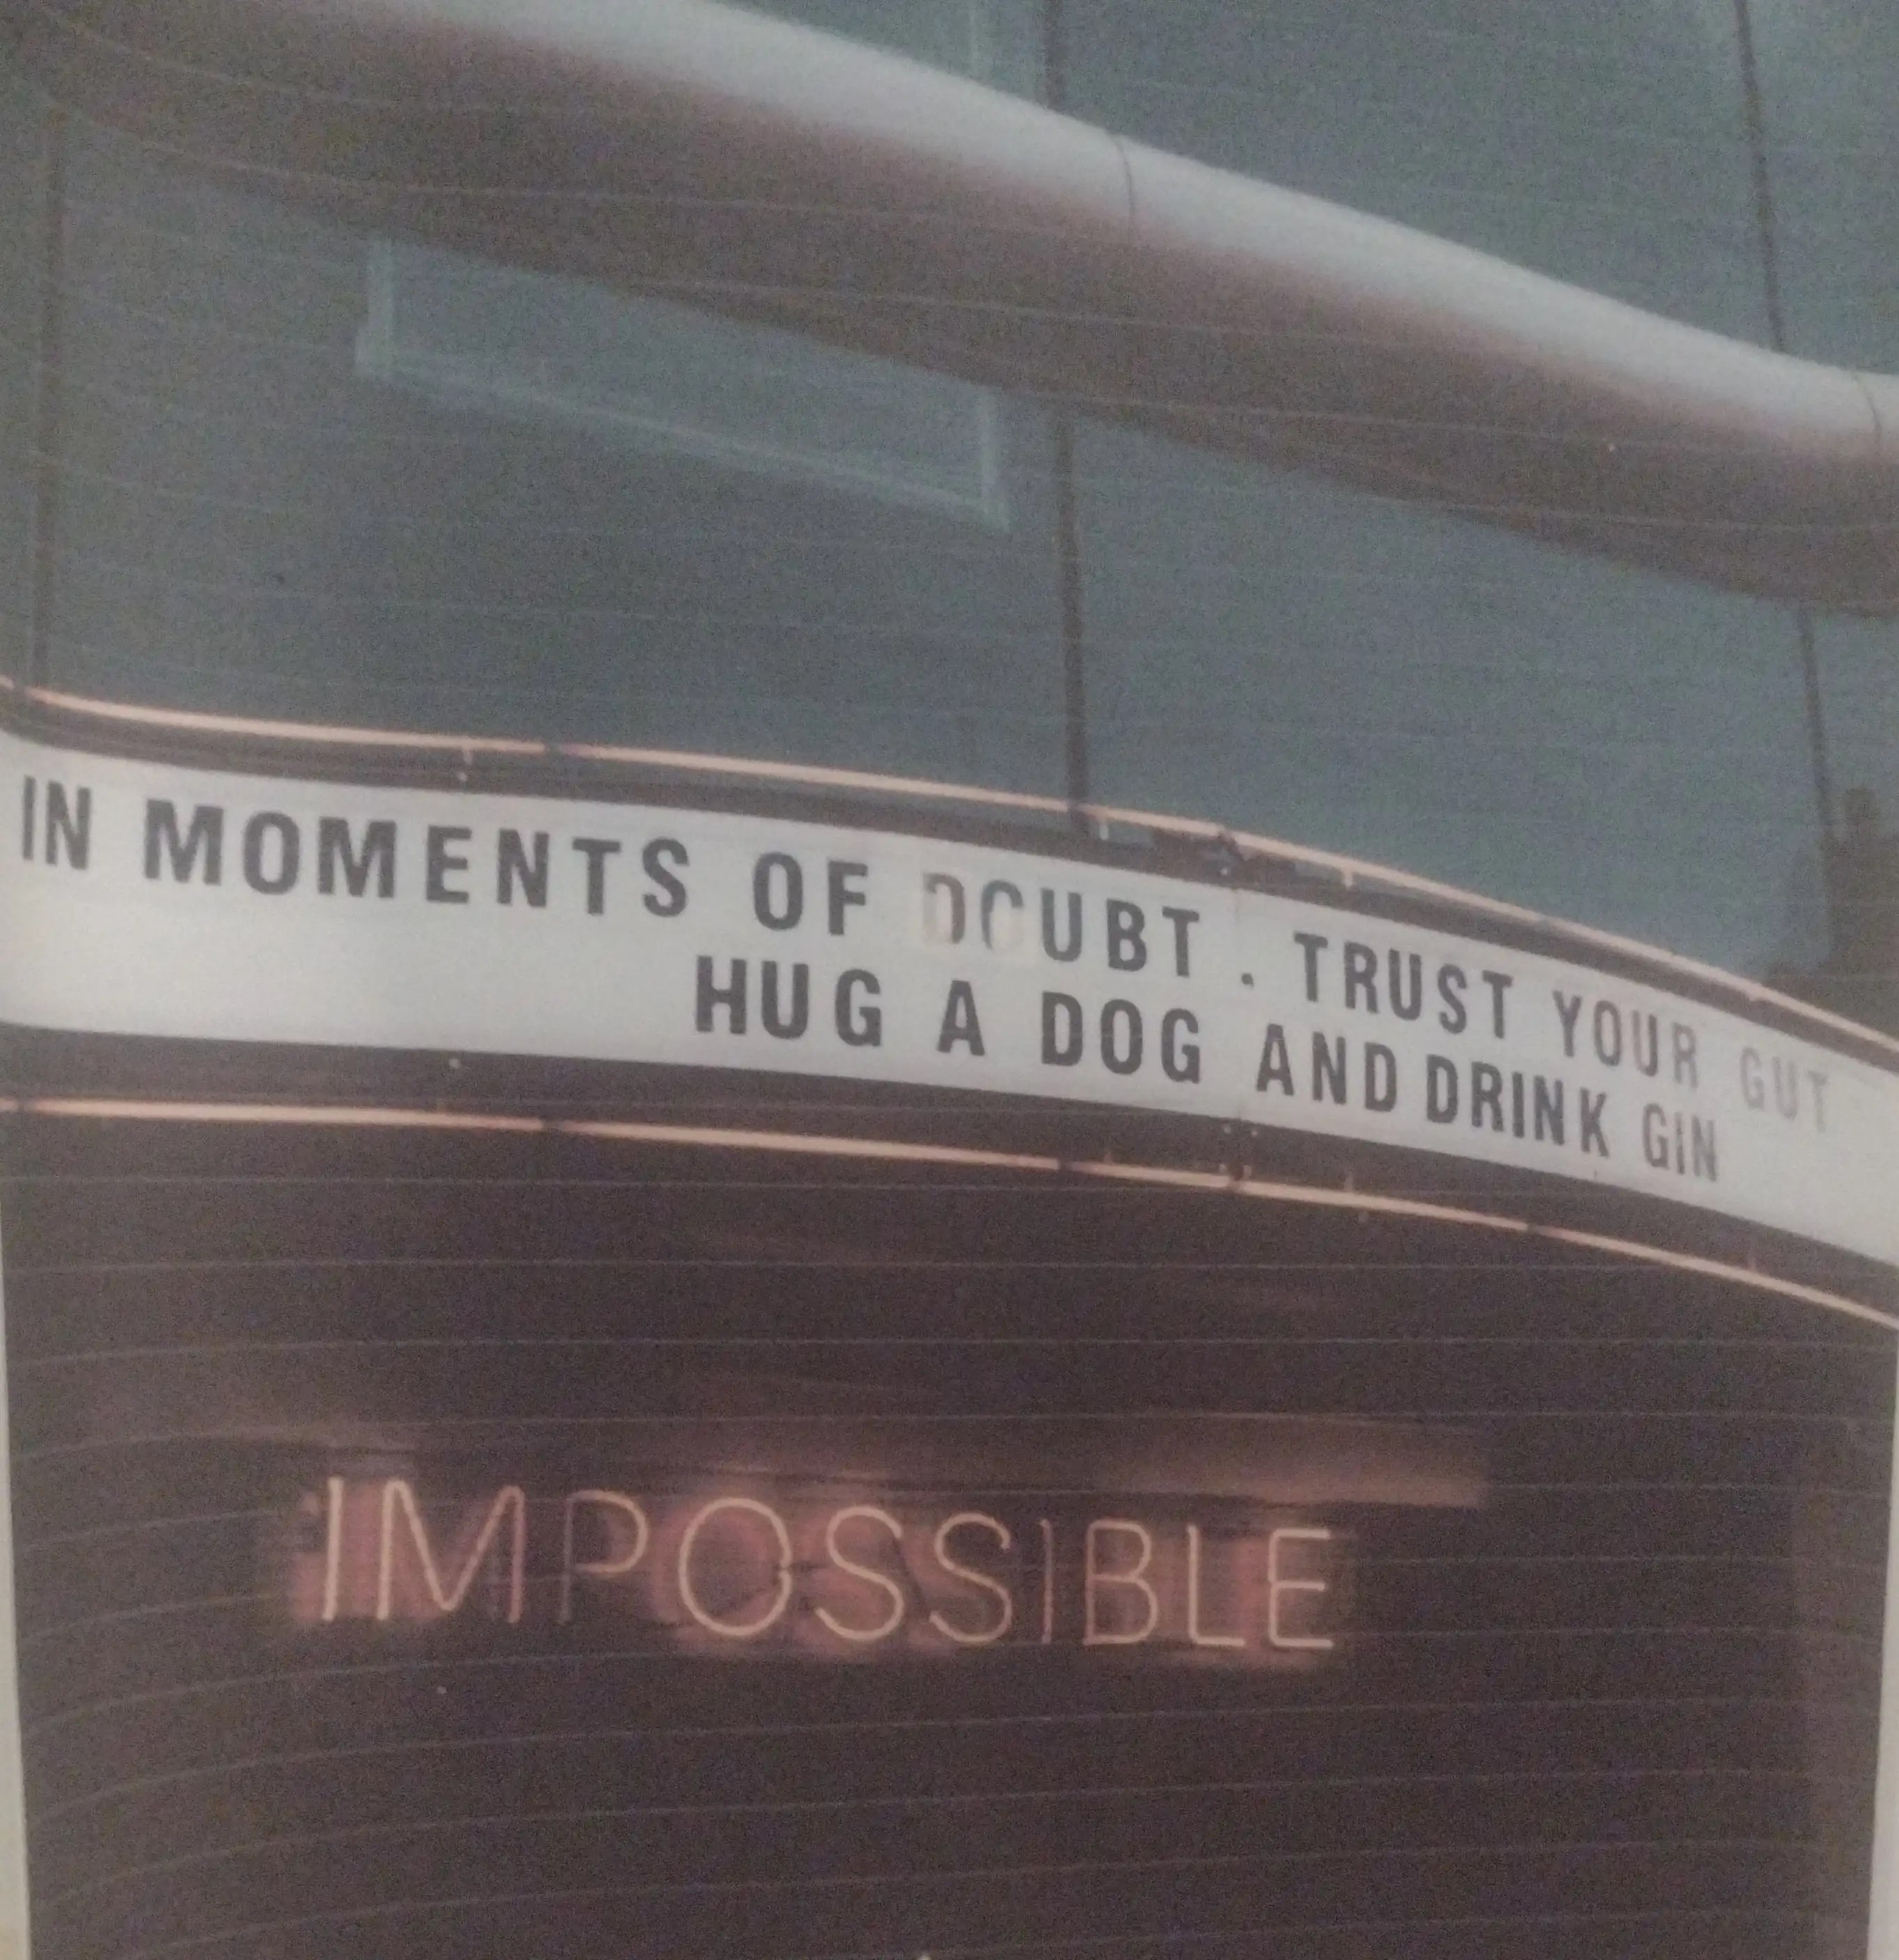 IN MOMENTS OF DOUBT . TRUST YOUR GUT
HUG A DOG AND DRINK GIN
IMPOSSIBLE